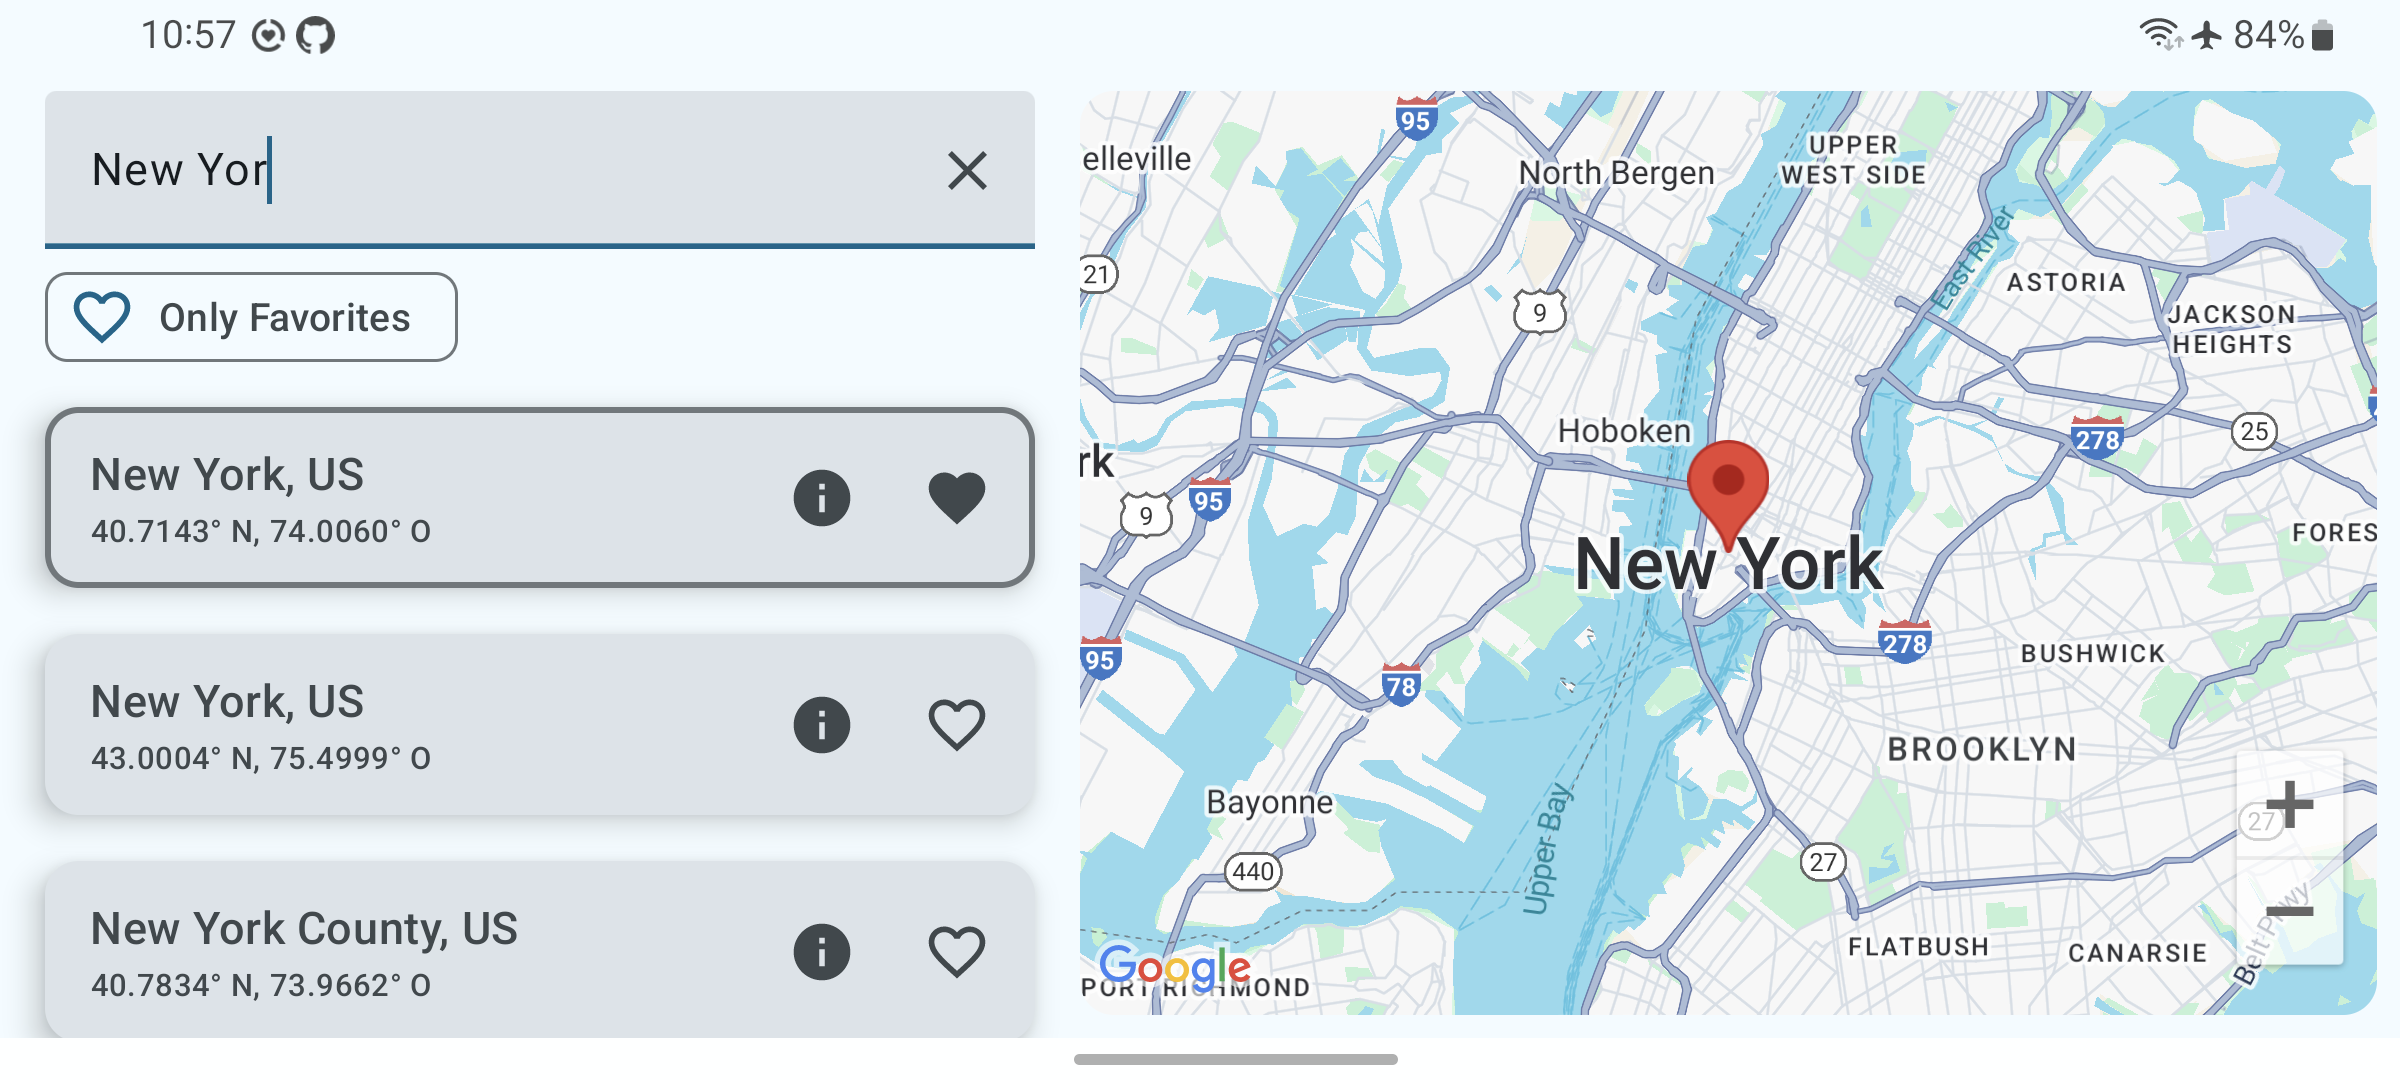 10:57
84%
New Yor
Only Favorites
New York, US
40.7143° N, 74.0060° O
New York, US
43.0004° N, 75.4999° O
New York County, US
40.7834° N, 73.9662° O
95
elleville
North Bergen
UPPER
WEST SIDE
East River
21
ASTORIA
9
JACKSON
HEIGHTS
Hoboken
278
25
rk
95
9
FORES
New York
95
278
BUSHWICK
78
BROOKLYN
Bayonne
Upper Bay
27
440
27
FLATBUSH
CANARSIE
Belt Pkwy
Google
PORT RICHMOND